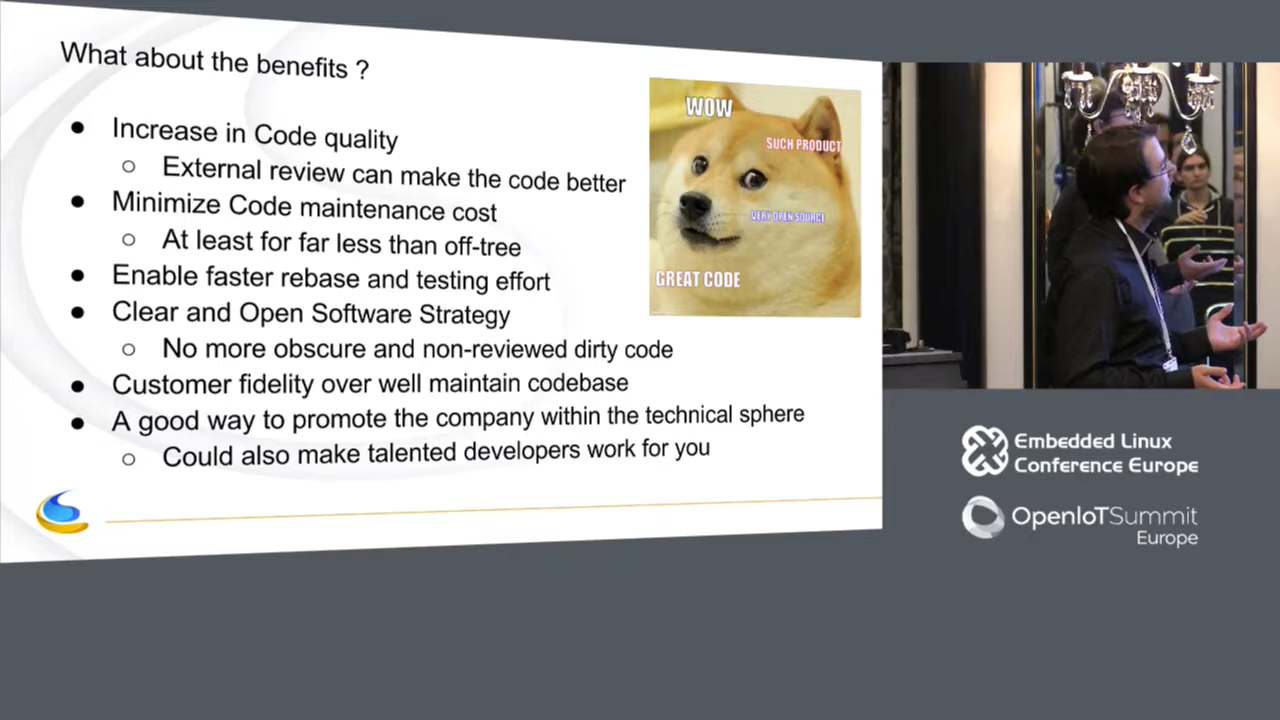 What about the benefits ?
● Increase in Code quality
○ External review can make the code better
● Minimize Code maintenance cost
○ At least for far less than off-tree
● Enable faster rebase and testing effort
● Clear and Open Software Strategy
○ No more obscure and non-reviewed dirty code
● Customer fidelity over well maintain codebase
● A good way to promote the company within the technical sphere
○ Could also make talented developers work for you
WOW
SUCH PRODUCT
VERY OPEN SOURCE
GREAT CODE
Embedded Linux
Conference Europe
OpenIoTSummit
Europe